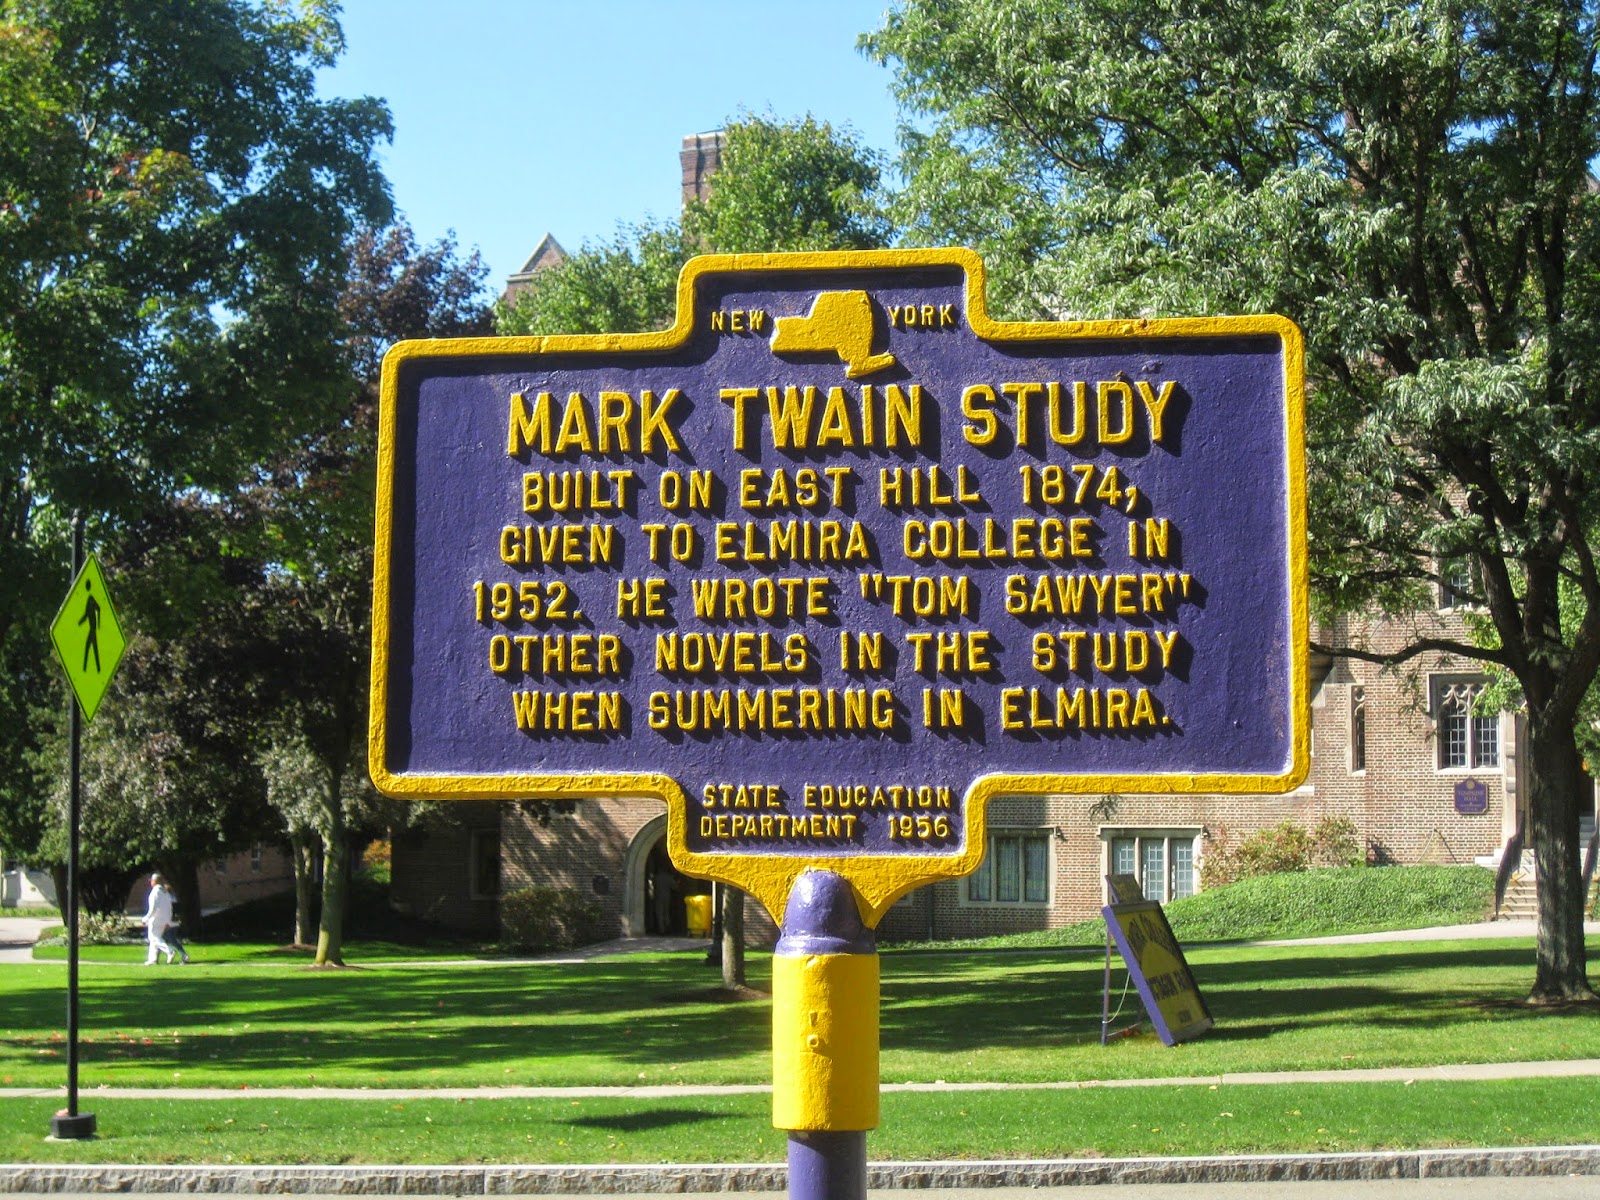 NEW YORK
MARK TWAIN STUDY
BUILT ON EAST HILL 1874,
GIVEN TO ELMIRA COLLEGE IN
1952. HE WROTE "TOM SAWYER"
OTHER NOVELS IN THE STUDY
WHEN SUMMERING IN ELMIRA.
STATE EDUCATION
DEPARTMENT 1956